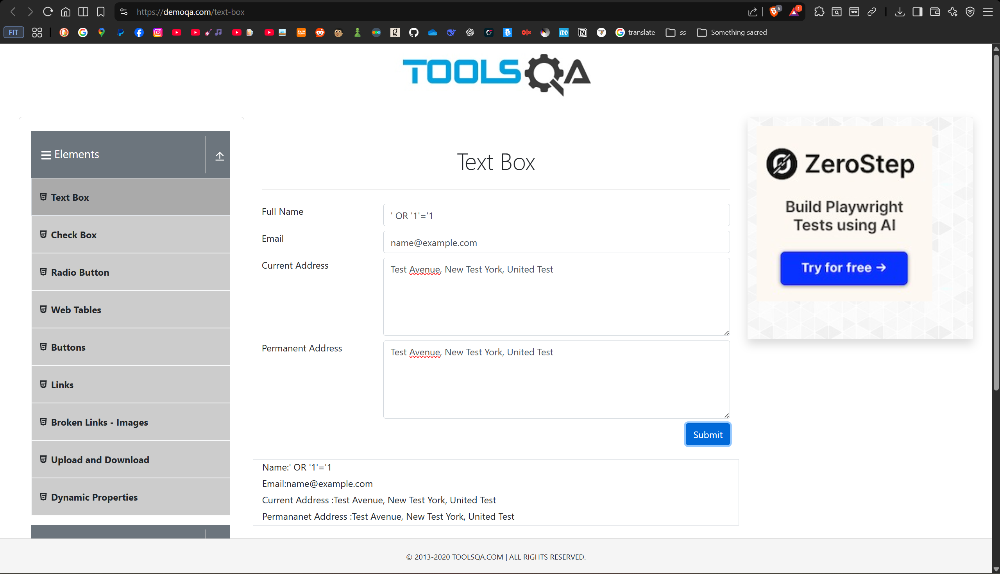 https://demoqa.com/text-box
6
1
FIT
translate
ss
Something sacred
TOOLSQA
Elements
Text Box
Check Box
Radio Button
Web Tables
Buttons
Links
Broken Links - Images
Upload and Download
Dynamic Properties
Text Box
Full Name
' OR '1'='1
Email
name@example.com
Current Address
Test Avenue, New Test York, United Test
Permanent Address
Test Avenue, New Test York, United Test
Submit
Name:' OR '1'='1
Email:name@example.com
Current Address :Test Avenue, New Test York, United Test
Permananet Address :Test Avenue, New Test York, United Test
ZeroStep
Build Playwright
Tests using AI
Try for free →
© 2013-2020 TOOLSQA.COM | ALL RIGHTS RESERVED.